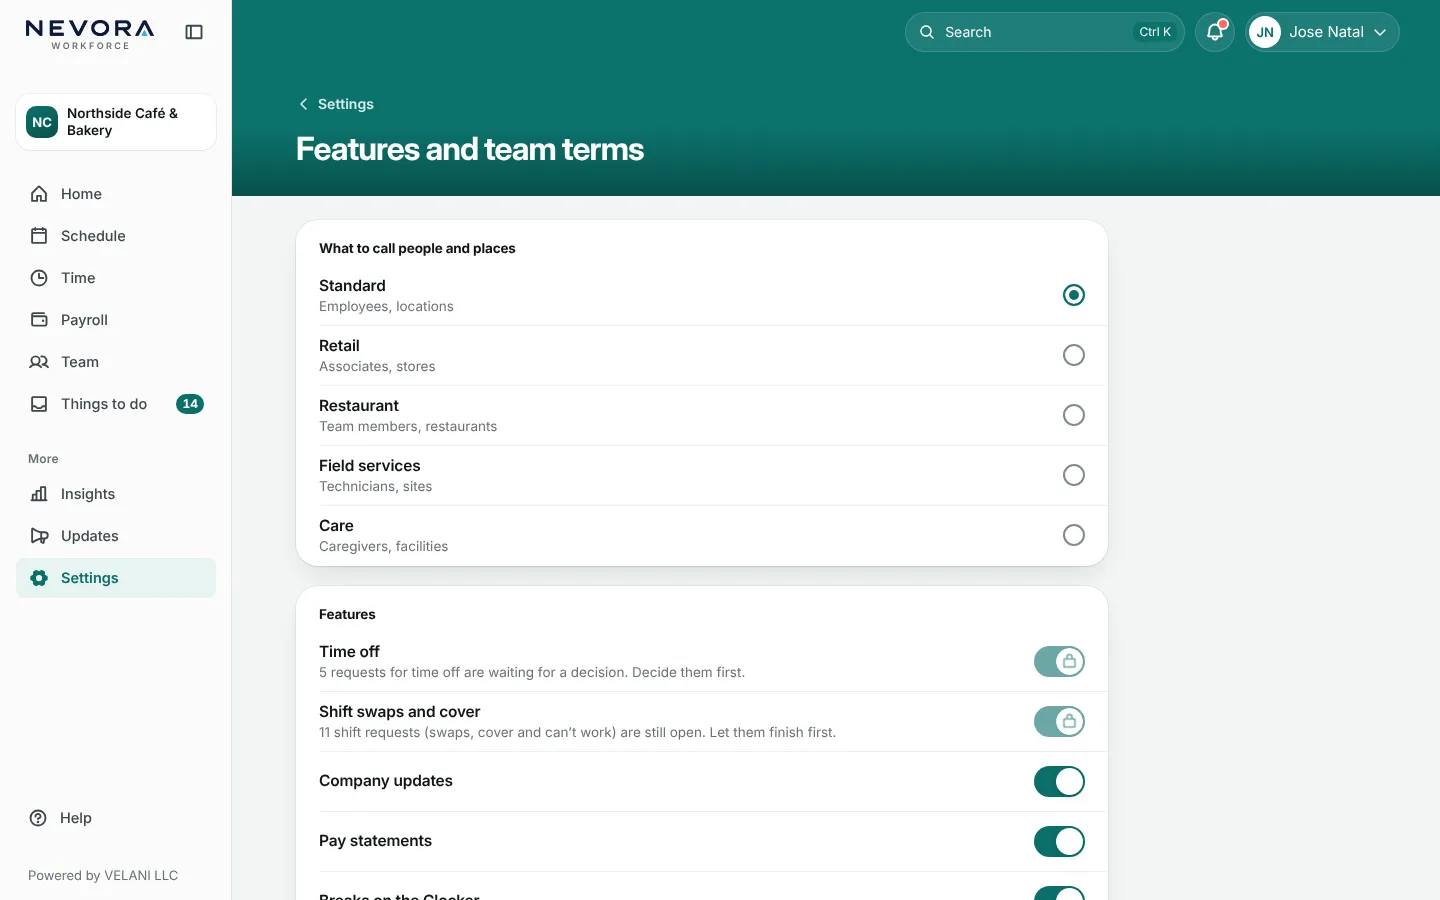 NEVORA
WORKFORCE
Search
Ctrl K
JN
Jose Natal
NC
Northside Café &
Bakery
Home
Schedule
Time
Payroll
Team
Things to do
14
More
Insights
Updates
Settings
Help
Powered by VELANI LLC
Settings
Features and team terms
What to call people and places
Standard
Employees, locations
Retail
Associates, stores
Restaurant
Team members, restaurants
Field services
Technicians, sites
Care
Caregivers, facilities
Features
Time off
5 requests for time off are waiting for a decision. Decide them first.
Shift swaps and cover
11 shift requests (swaps, cover and can’t work) are still open. Let them finish first.
Company updates
Pay statements
Breaks on the Clocker